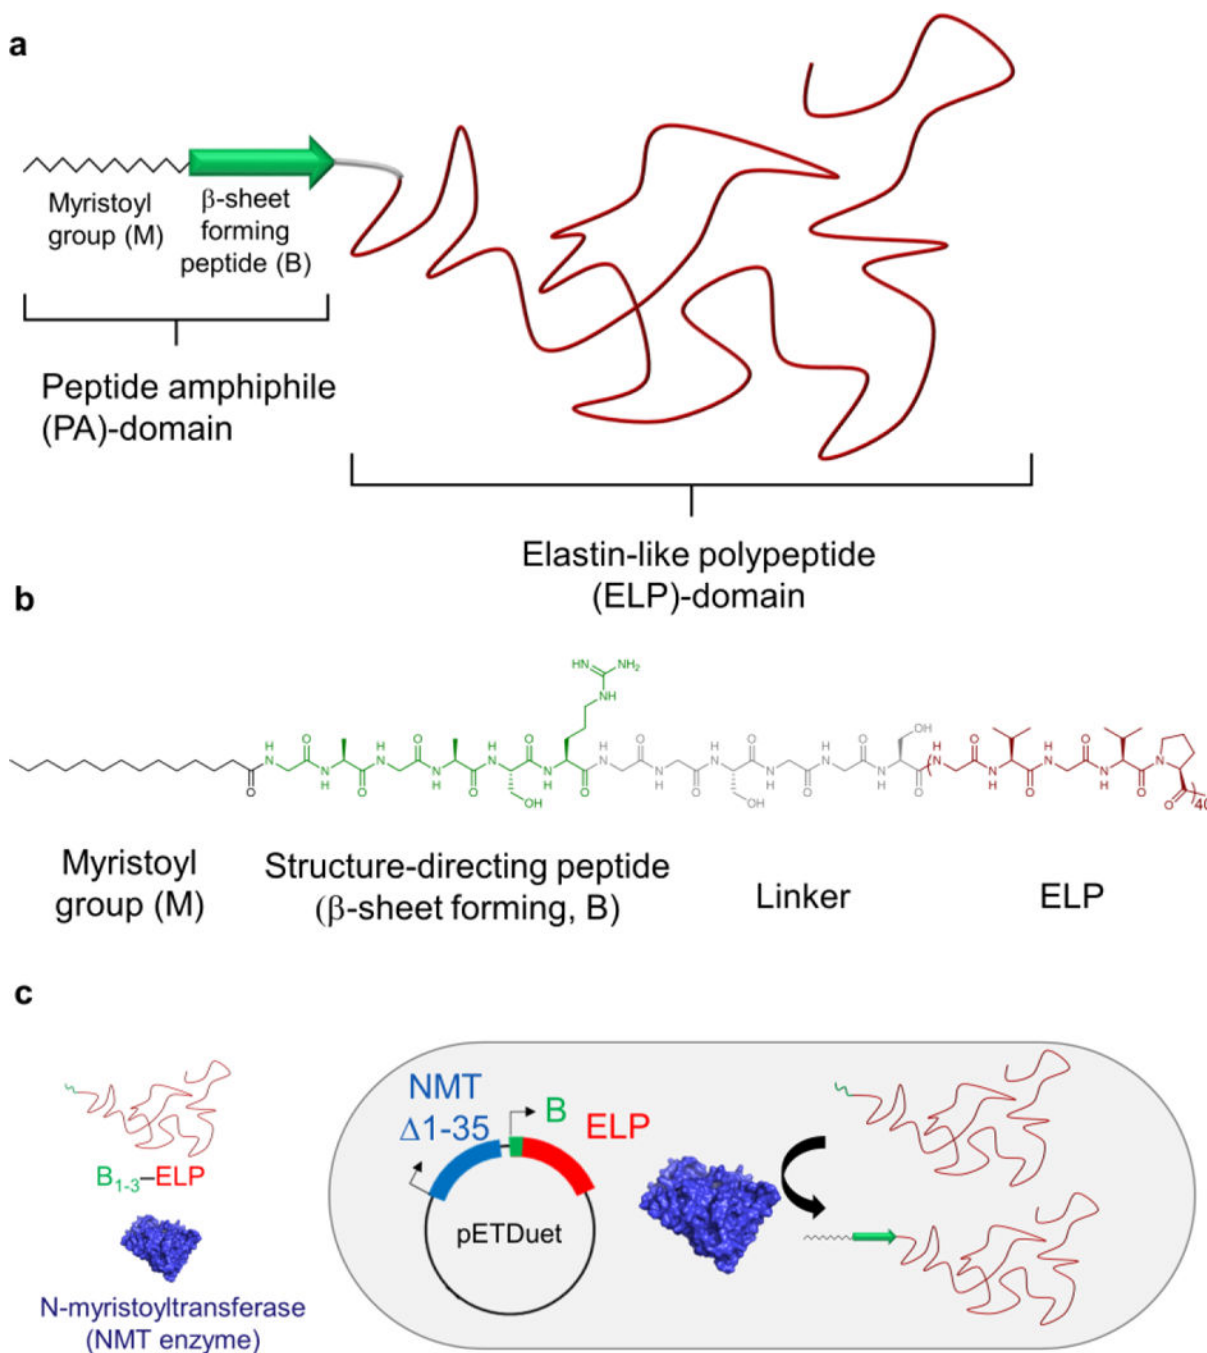 a
Myristoyl
group (M)
β-sheet
forming
peptide (B)
Peptide amphiphile
(PA)-domain
Elastin-like polypeptide
(ELP)-domain
b
HN
NH2
NH
H
N
O
N
H
O
H
N
O
N
H
O
H
N
O
OH
N
H
O
H
N
O
N
H
O
H
N
O
OH
N
H
O
H
N
O
N
H
OH
O
H
N
O
N
H
O
H
N
O
N
H
O
N
O
40
Myristoyl
group (M)
Structure-directing peptide
(β-sheet forming, B)
Linker
ELP
c
B1-3–ELP
N-myristoyltransferase
(NMT enzyme)
NMT
Δ1-35
B
ELP
pETDuet